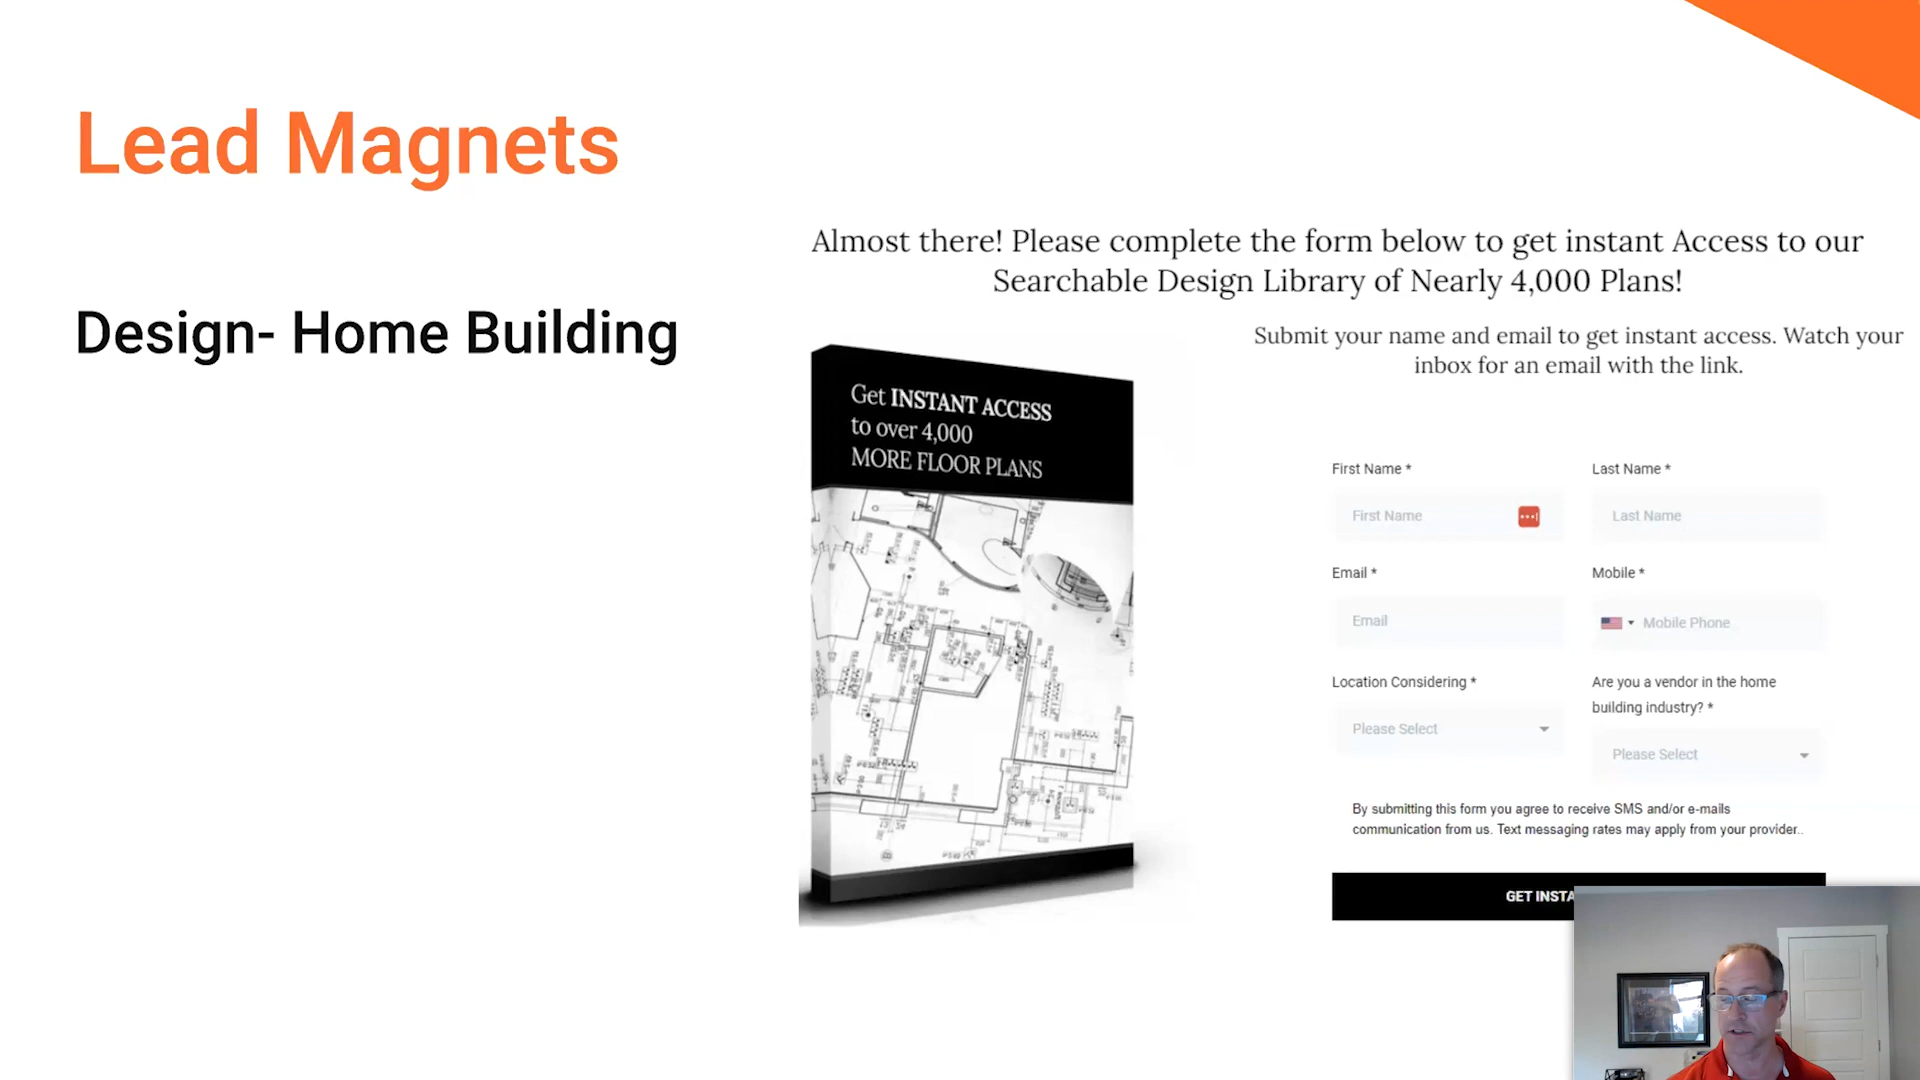 Lead Magnets
Design- Home Building
Almost there! Please complete the form below to get instant Access to our
Searchable Design Library of Nearly 4,000 Plans!
Submit your name and email to get instant access. Watch your
inbox for an email with the link.
Get INSTANT ACCESS
to over 4,000
MORE FLOOR PLANS
First Name *
Last Name *
First Name
Last Name
Email *
Mobile *
Email
Mobile Phone
Location Considering *
Are you a vendor in the home
building industry? *
Please Select
Please Select
By submitting this form you agree to receive SMS and/or e-mails
communication from us. Text messaging rates may apply from your provider..
GET INSTA